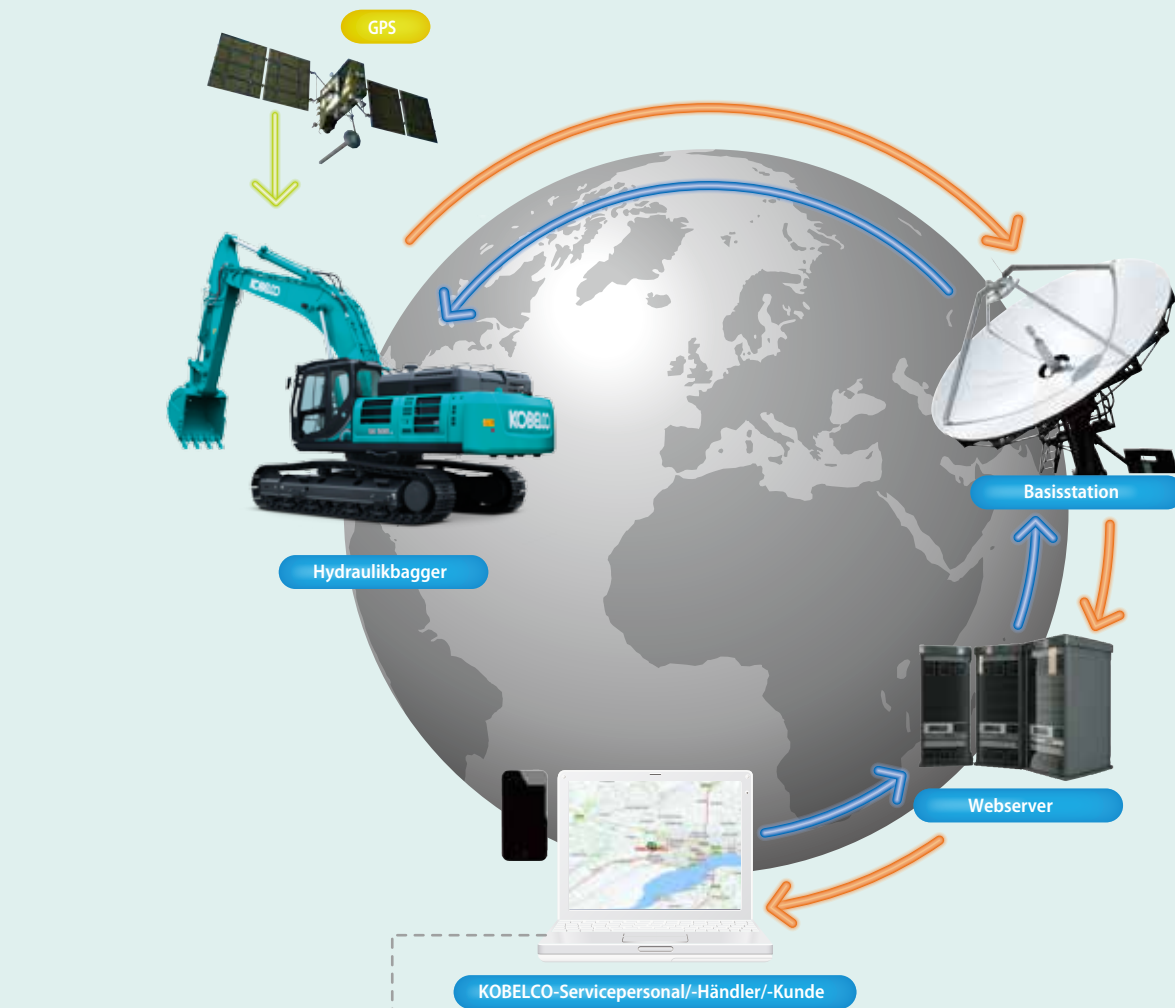 GPS
KOBELCO
KOBELCO
Basisstation
Hydraulikbagger
Webserver
KOBELCO-Servicepersonal/-Händler/-Kunde